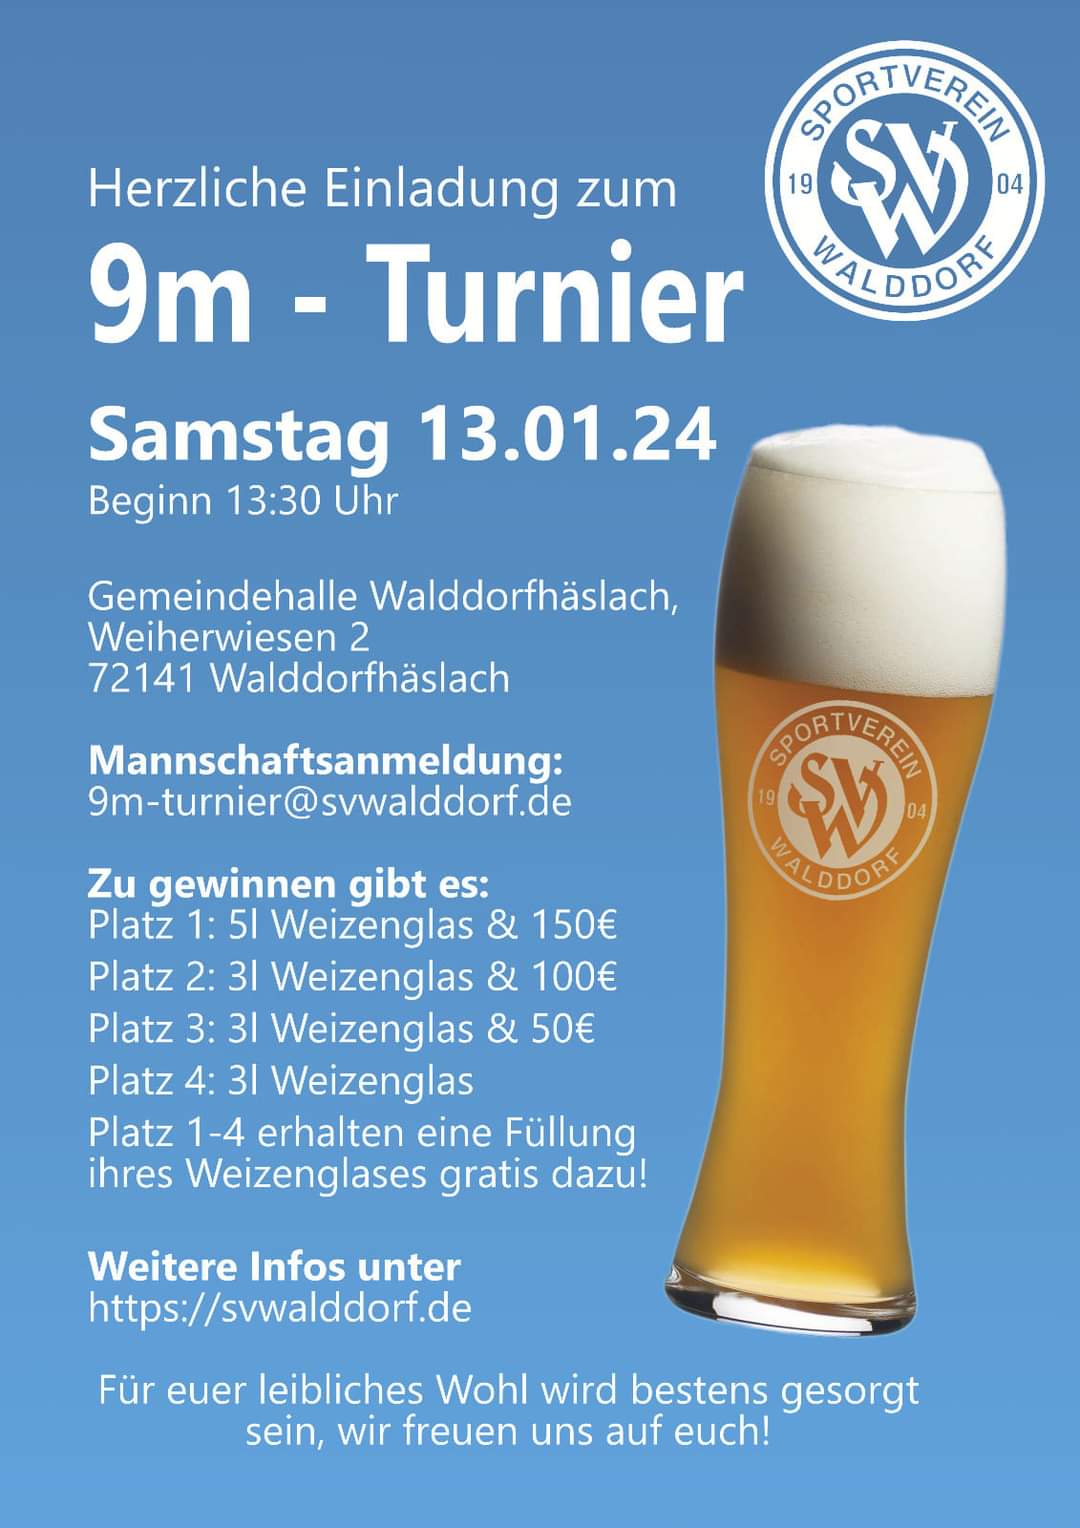 SPORTVEREIN
19 SVW 04
WALDDORF
Herzliche Einladung zum
9m - Turnier
Samstag 13.01.24
Beginn 13:30 Uhr
Gemeindehalle Walddorfhäslach,
Weiherwiesen 2
72141 Walddorfhäslach
Mannschaftsanmeldung:
9m-turnier@svwalddorf.de
SPORTVEREIN
19 SVW 04
WALDDORF
Zu gewinnen gibt es:
Platz 1: 5l Weizenglas & 150€
Platz 2: 3l Weizenglas & 100€
Platz 3: 3l Weizenglas & 50€
Platz 4: 3l Weizenglas
Platz 1-4 erhalten eine Füllung
ihres Weizenglases gratis dazu!
Weitere Infos unter
https://svwalddorf.de
Für euer leibliches Wohl wird bestens gesorgt
sein, wir freuen uns auf euch!